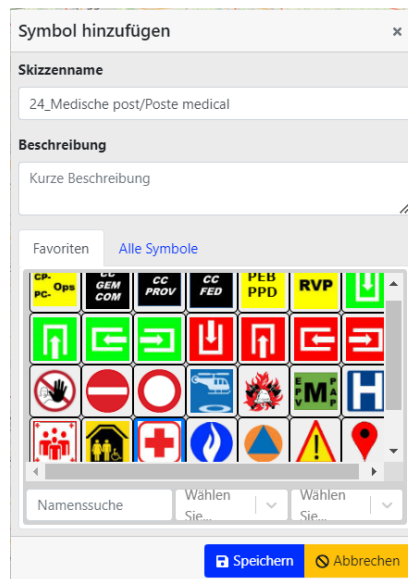 Symbol hinzufügen ×
Skizzenname
24_Medische post/Poste medical
Beschreibung
Kurze Beschreibung
Favoriten Alle Symbole
CP- Ops PC- CC GEM COM CC PROV CC FED PEB PPD RVP
EVV M PAP H
Namenssuche Wählen Sie... Wählen Sie...
Speichern Abbrechen